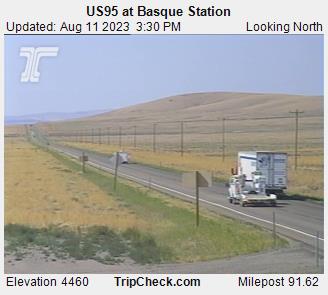 US95 at Basque Station
Updated: Aug 11 2023 3:30 PM Looking North
Elevation 4460 TripCheck.com Milepost 91.62